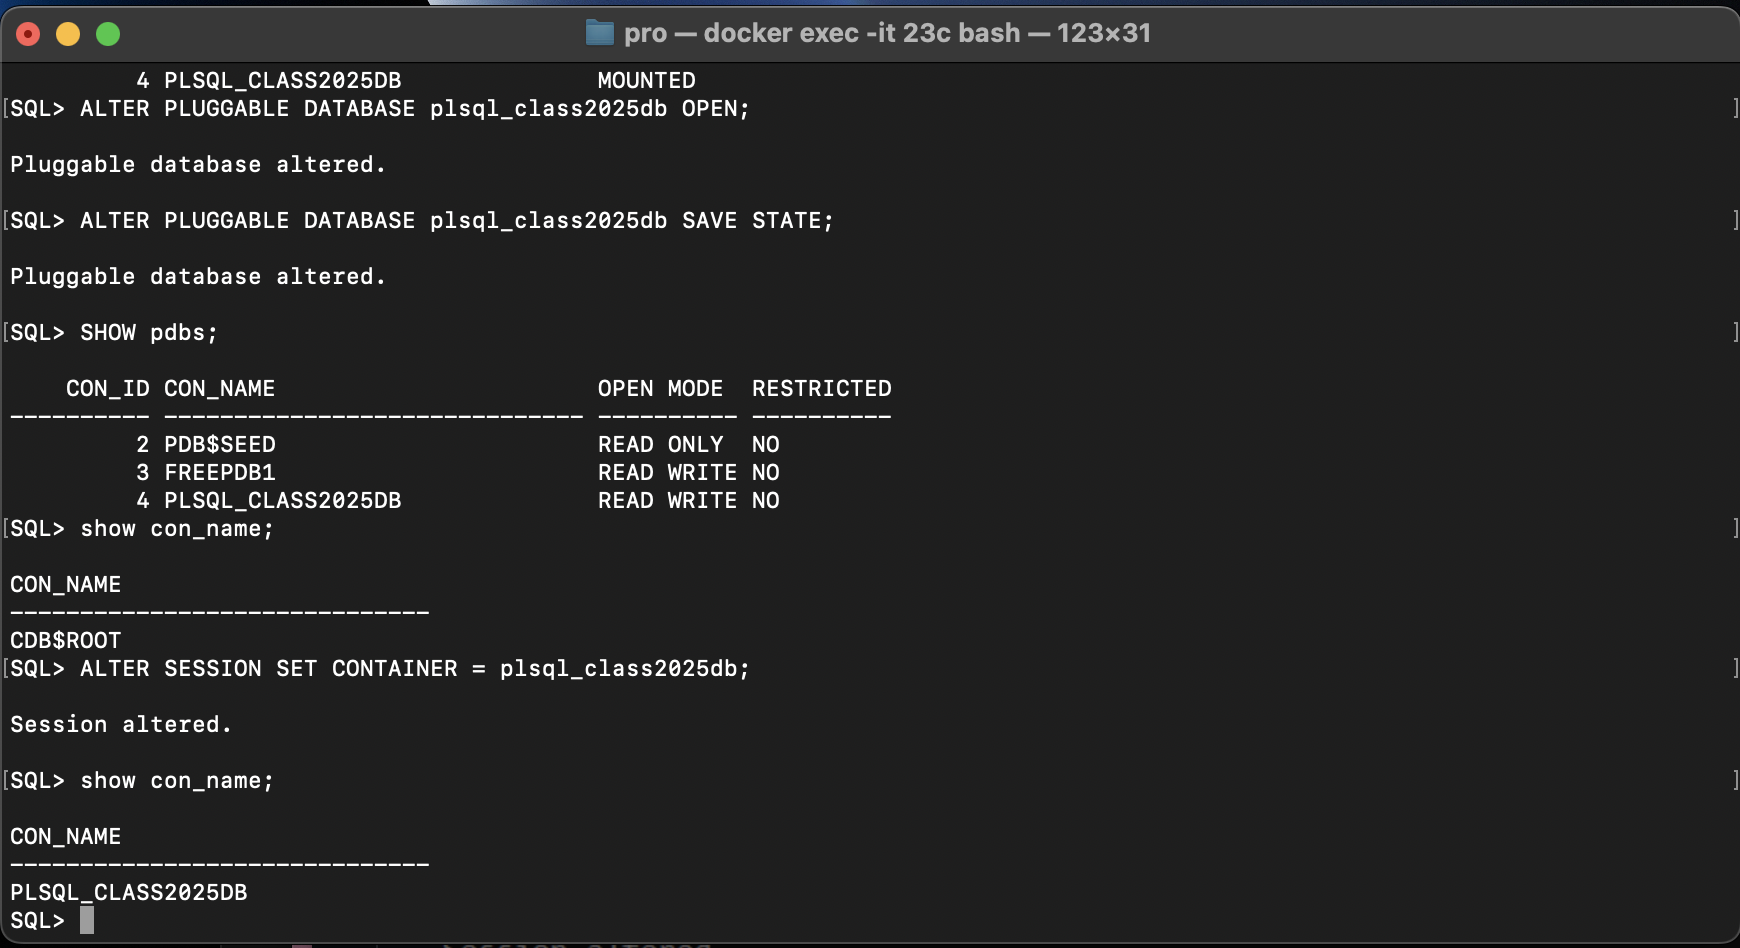 pro — docker exec -it 23c bash — 123×31
         4 PLSQL_CLASS2025DB              MOUNTED
[SQL> ALTER PLUGGABLE DATABASE plsql_class2025db OPEN;                                                                     ]
Pluggable database altered.
[SQL> ALTER PLUGGABLE DATABASE plsql_class2025db SAVE STATE;                                                               ]
Pluggable database altered.
[SQL> SHOW pdbs;                                                                                                           ]
    CON_ID CON_NAME                       OPEN MODE  RESTRICTED
---------- ------------------------------ ---------- ----------
         2 PDB$SEED                       READ ONLY  NO
         3 FREEPDB1                       READ WRITE NO
         4 PLSQL_CLASS2025DB              READ WRITE NO
[SQL> show con_name;                                                                                                       ]
CON_NAME
------------------------------
CDB$ROOT
[SQL> ALTER SESSION SET CONTAINER = plsql_class2025db;                                                                     ]
Session altered.
[SQL> show con_name;                                                                                                       ]
CON_NAME
------------------------------
PLSQL_CLASS2025DB
SQL>